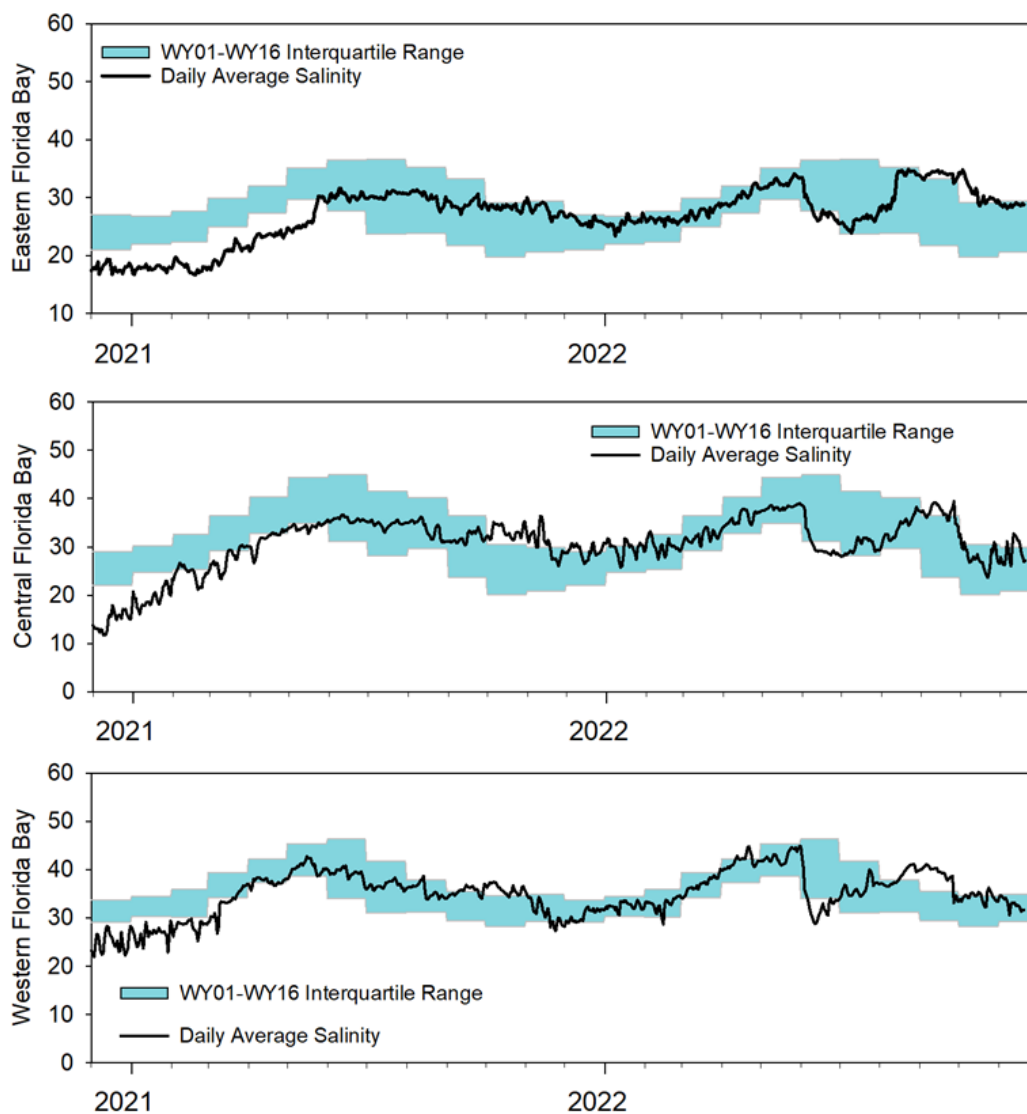 60
50
40
30
20
10
Eastern Florida Bay
WY01-WY16 Interquartile Range
Daily Average Salinity
2021 2022
60
50
40
30
20
10
0
Central Florida Bay
WY01-WY16 Interquartile Range
Daily Average Salinity
2021 2022
60
50
40
30
20
10
0
Western Florida Bay
WY01-WY16 Interquartile Range
Daily Average Salinity
2021 2022